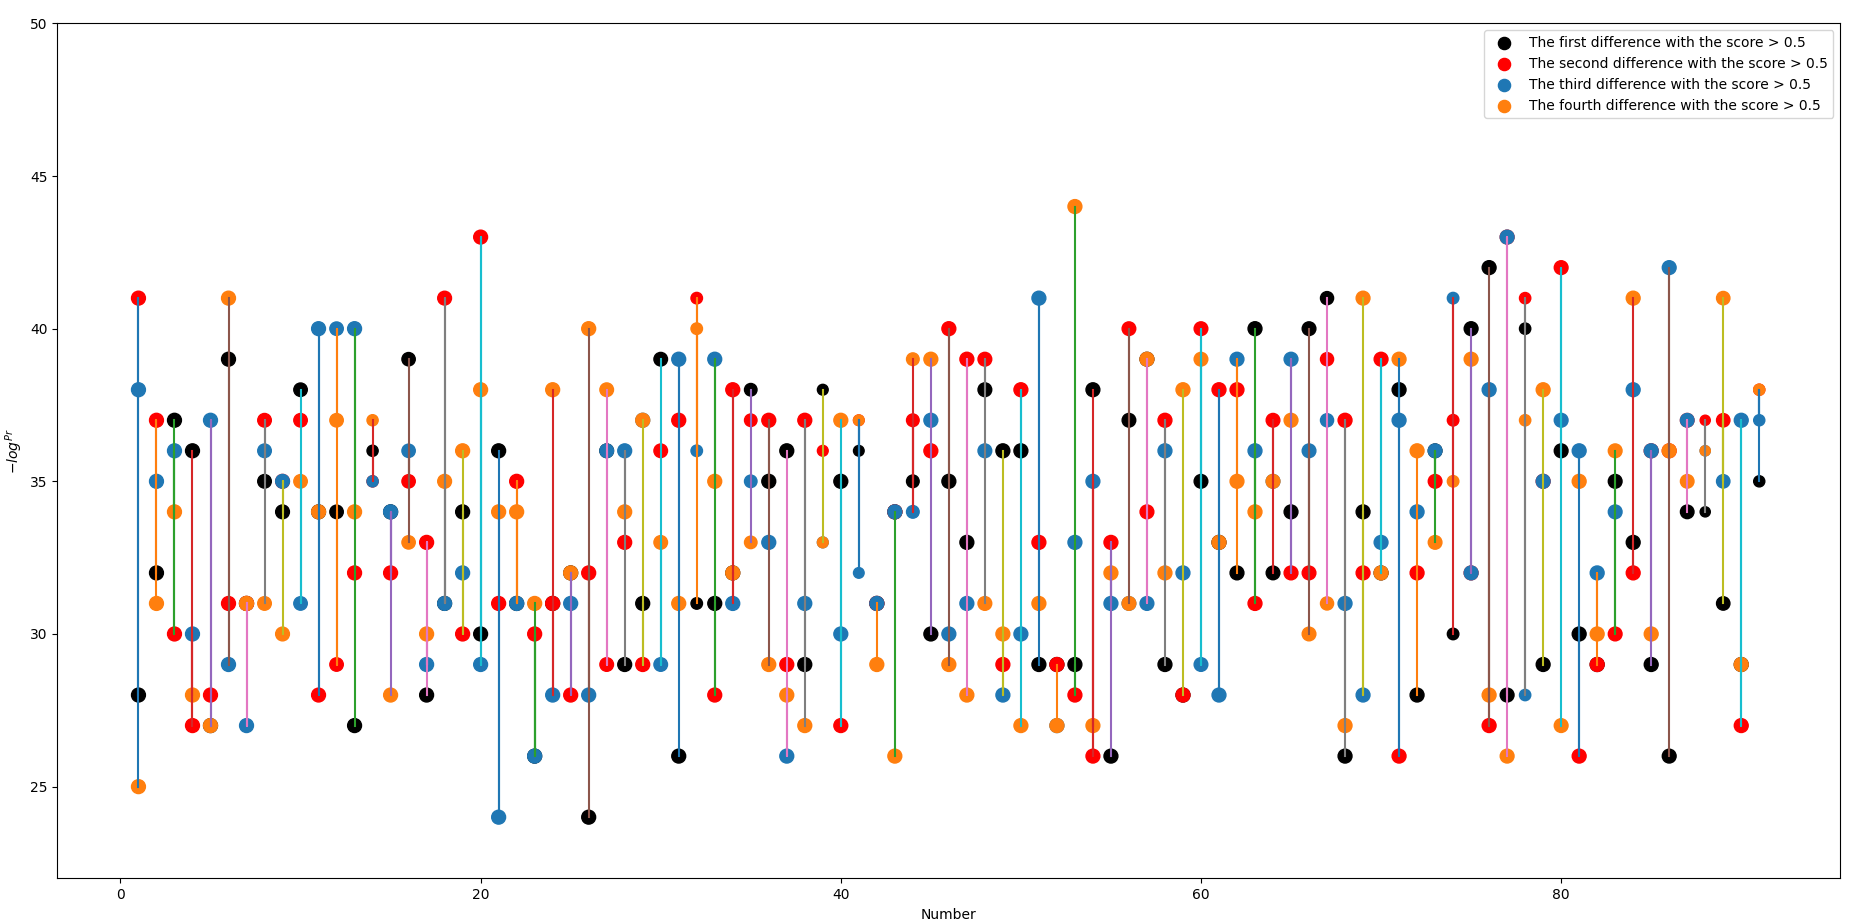 50
45
40
35
30
25
−log^Pr
0 20 40 60 80
Number
The first difference with the score > 0.5
The second difference with the score > 0.5
The third difference with the score > 0.5
The fourth difference with the score > 0.5